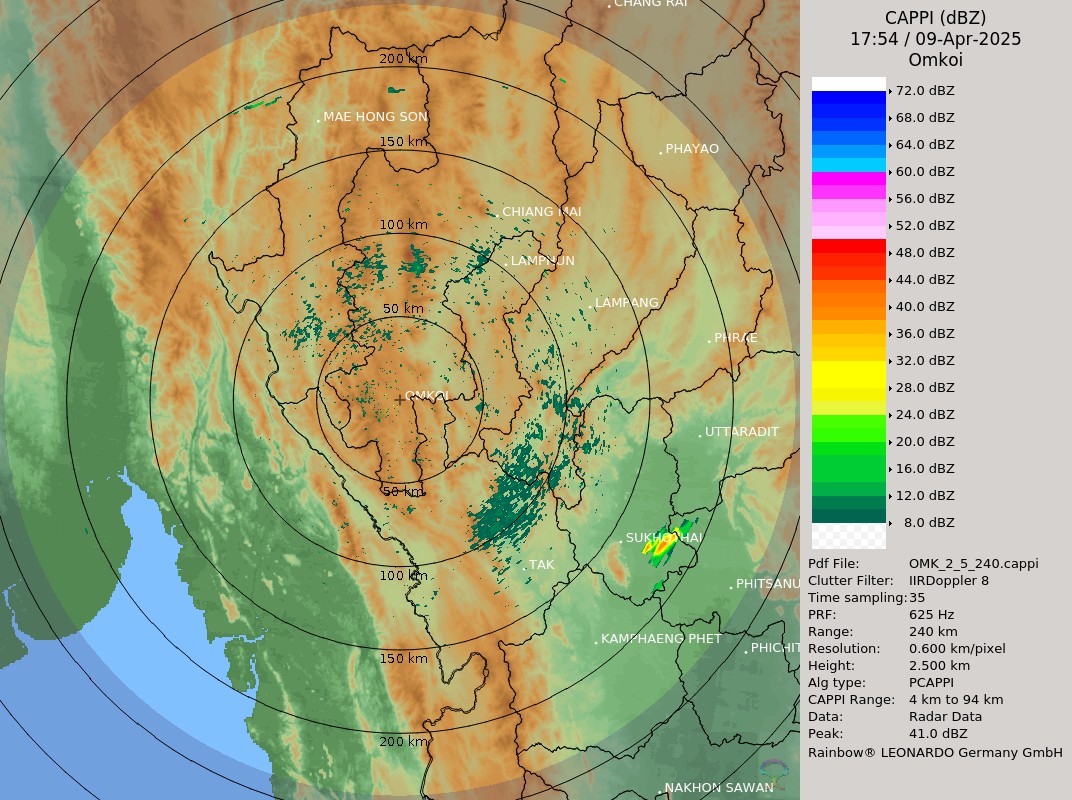 CHANG RAI
200 km
MAE HONG SON
150 km
PHAYAO
CHIANG MAI
100 km
LAMPHUN
LAMPANG
50 km
PHRAE
OMKOI
UTTARADIT
50 km
SUKHOTHAI
TAK
100 km
PHITSANU
KAMPHAENG PHET
PHICHIT
150 km
200 km
NAKHON SAWAN
CAPPI (dBZ)
17:54 / 09-Apr-2025
Omkoi
72.0 dBZ
68.0 dBZ
64.0 dBZ
60.0 dBZ
56.0 dBZ
52.0 dBZ
48.0 dBZ
44.0 dBZ
40.0 dBZ
36.0 dBZ
32.0 dBZ
28.0 dBZ
24.0 dBZ
20.0 dBZ
16.0 dBZ
12.0 dBZ
8.0 dBZ
Pdf File: OMK_2_5_240.cappi
Clutter Filter: IIRDoppler 8
Time sampling: 35
PRF: 625 Hz
Range: 240 km
Resolution: 0.600 km/pixel
Height: 2.500 km
Alg type: PCAPPI
CAPPI Range: 4 km to 94 km
Data: Radar Data
Peak: 41.0 dBZ
Rainbow® LEONARDO Germany GmbH